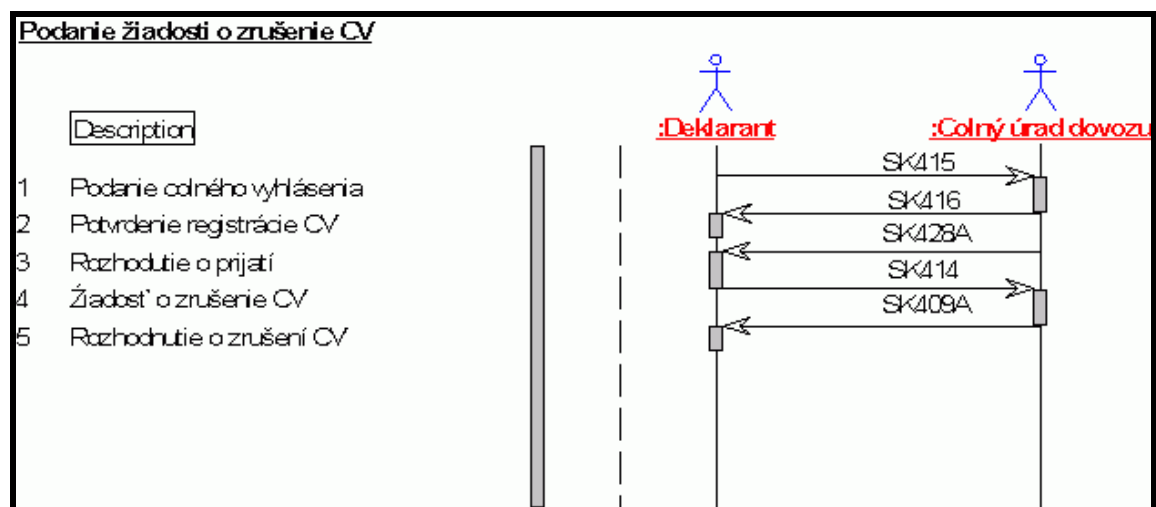 Podanie žiadosti o zrušenie CV
Description
:Deklarant
:Colný úrad dovozu
1 Podanie colného vyhlásenia
SK415
2 Potvrdenie registrácie CV
SK416
3 Rozhodutie o prijatí
SK428A
4 Žiadosť o zrušenie CV
SK414
5 Rozhodnutie o zrušení CV
SK409A